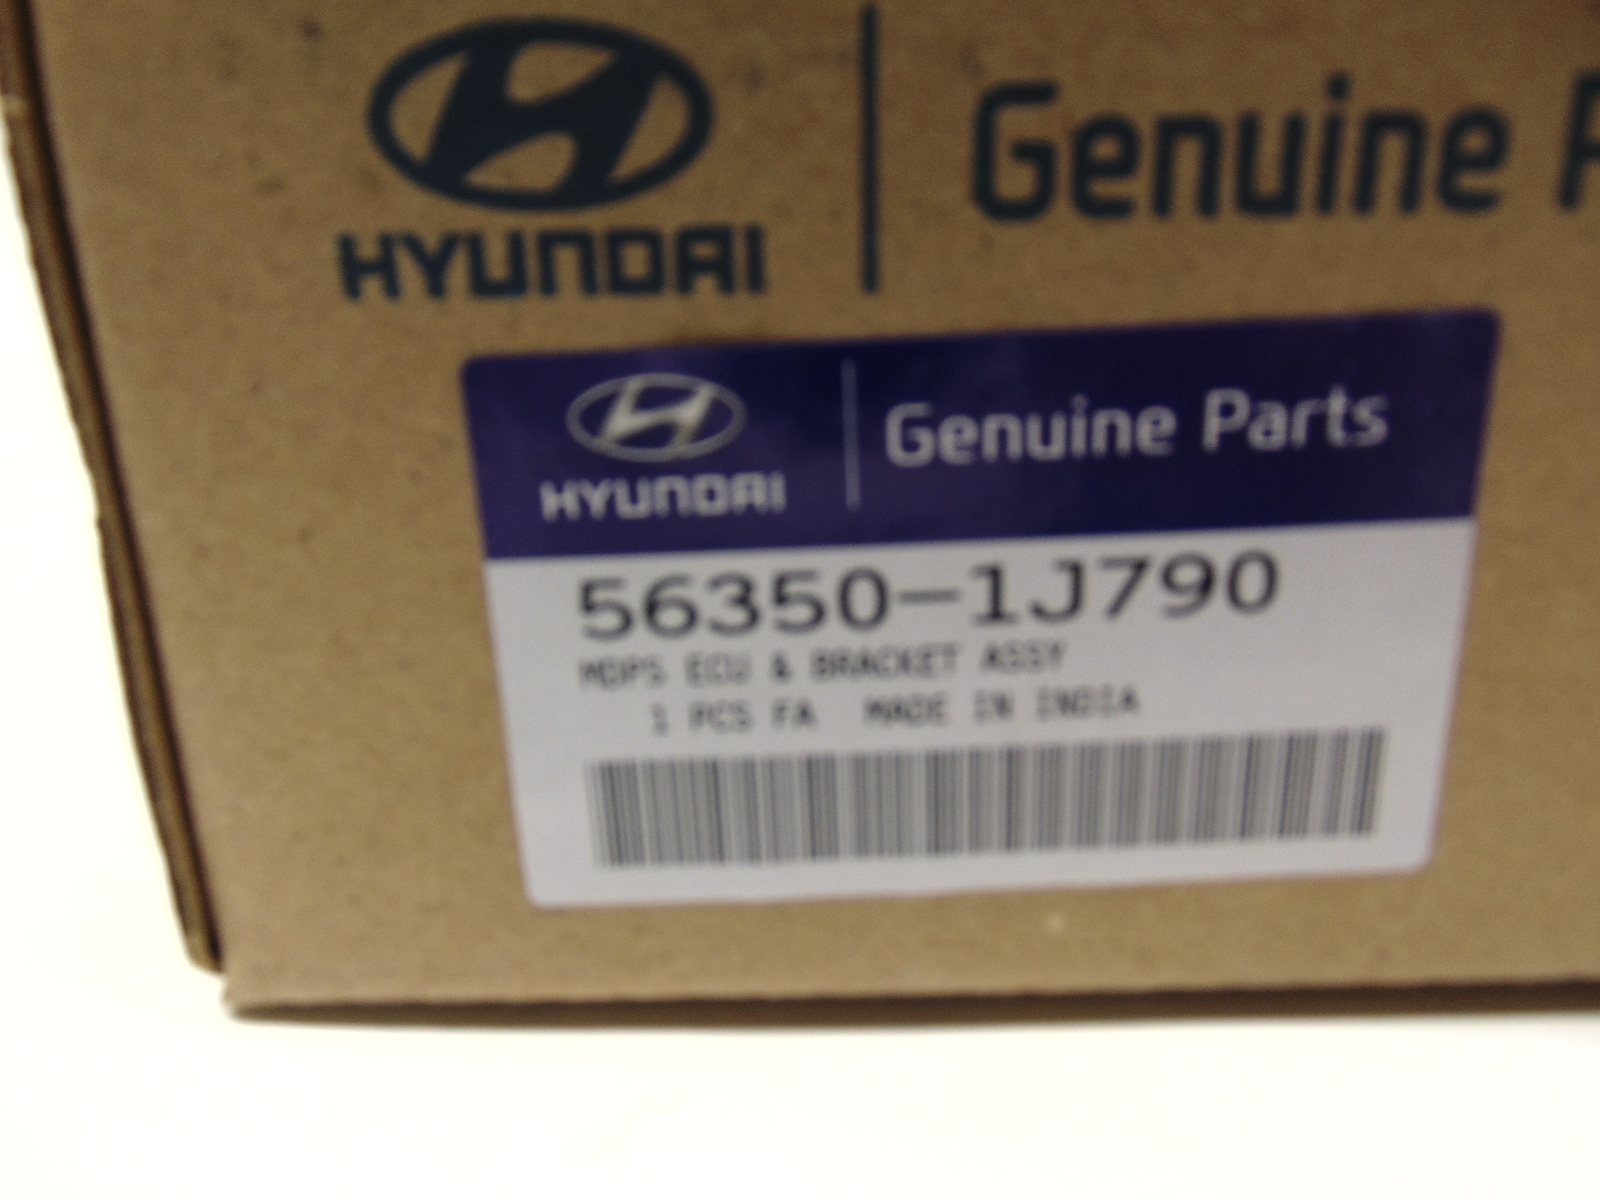 HYUNDAI
Genuine P
HYUNDAI
Genuine Parts
56350-1J790
MDPS ECU & BRACKET ASSY
1 PCS FA MADE IN INDIA